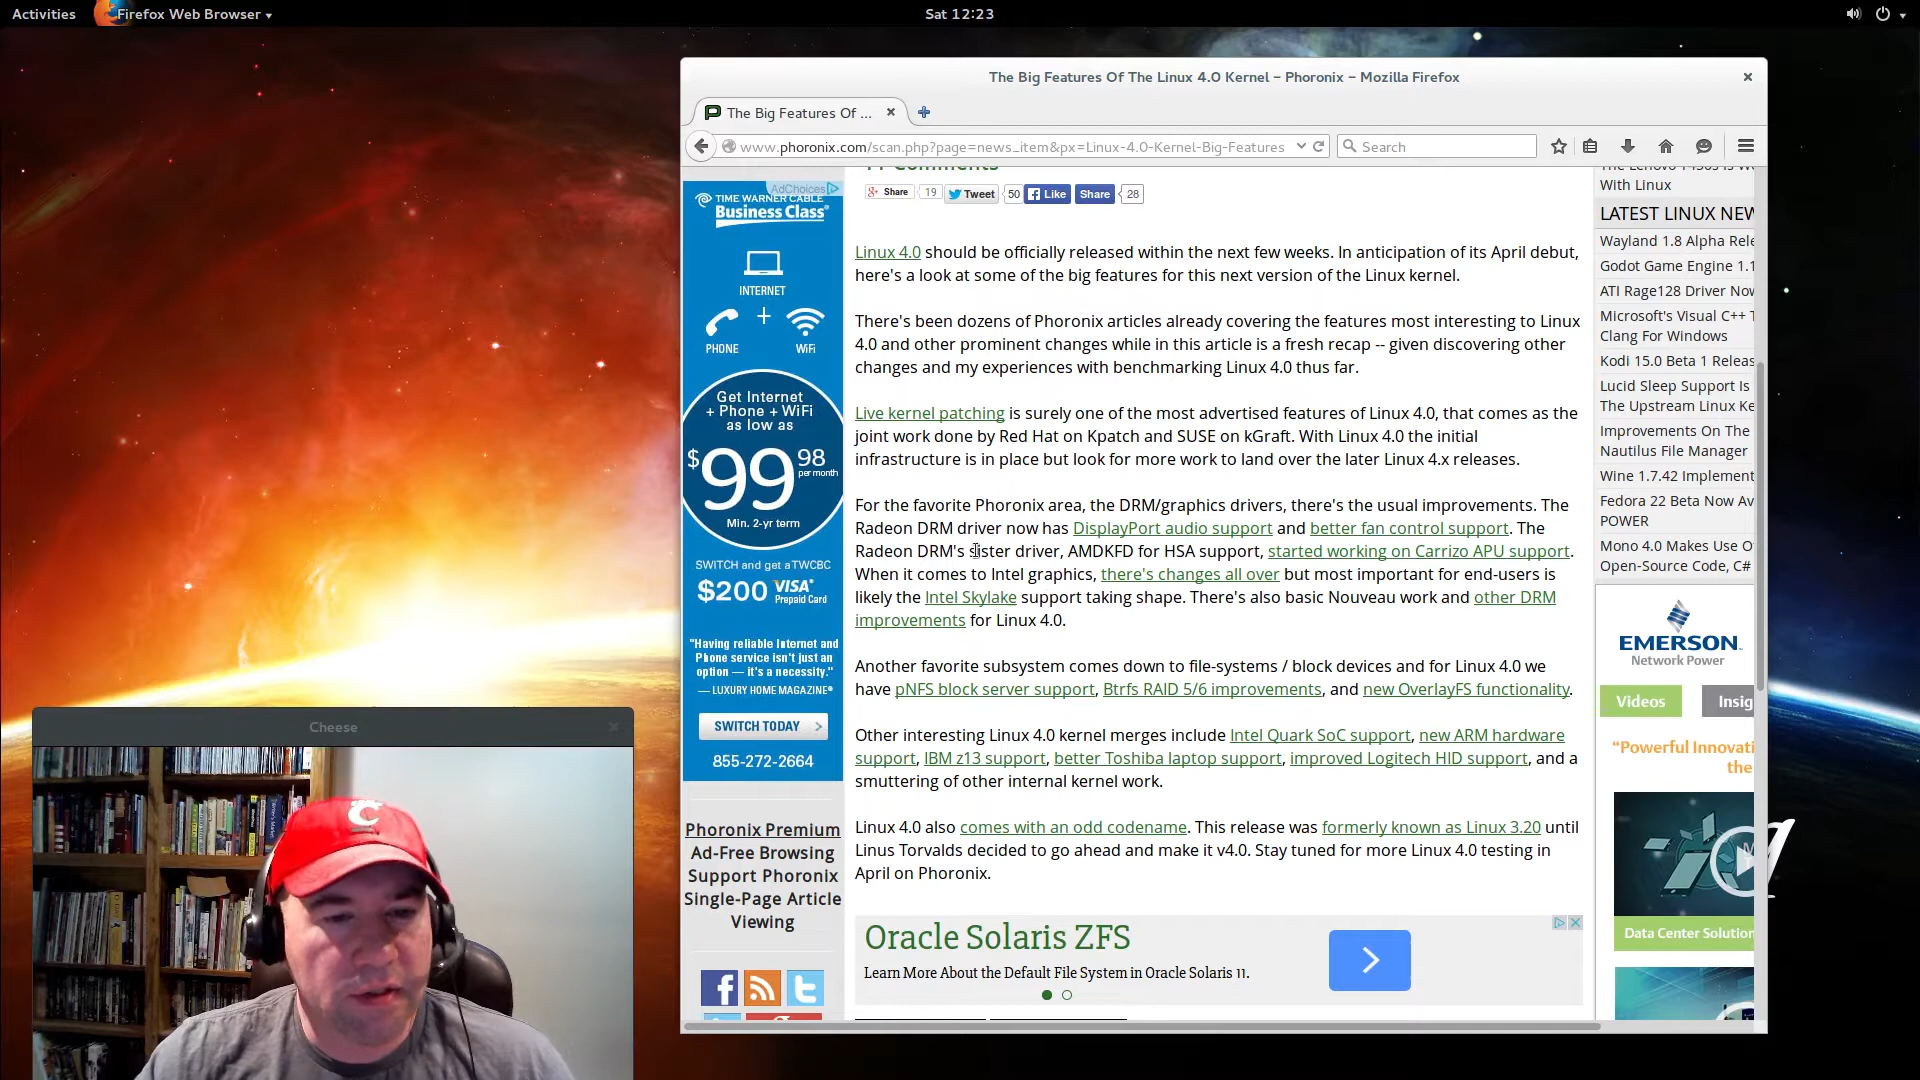 Activities
Firefox Web Browser
Sat 12:23
The Big Features Of The Linux 4.0 Kernel – Phoronix – Mozilla Firefox
The Big Features Of ...
www.phoronix.com/scan.php?page=news_item&px=Linux-4.0-Kernel-Big-Features
Search
AdChoices
TIME WARNER CABLE
Business Class®
INTERNET
+
PHONE
WiFi
Get Internet
+ Phone + WiFi
as low as
$99 98
per month
Min. 2-yr term
SWITCH and get a TWCBC
$200 VISA®
Prepaid Card
"Having reliable Internet and
Phone service isn't just an
option — it's a necessity."
— LUXURY HOME MAGAZINE®
SWITCH TODAY >
855-272-2664
Phoronix Premium
Ad-Free Browsing
Support Phoronix
Single-Page Article
Viewing
Share 19 Tweet 50 Like Share 28
Linux 4.0 should be officially released within the next few weeks. In anticipation of its April debut,
here's a look at some of the big features for this next version of the Linux kernel.
There's been dozens of Phoronix articles already covering the features most interesting to Linux
4.0 and other prominent changes while in this article is a fresh recap -- given discovering other
changes and my experiences with benchmarking Linux 4.0 thus far.
Live kernel patching is surely one of the most advertised features of Linux 4.0, that comes as the
joint work done by Red Hat on Kpatch and SUSE on kGraft. With Linux 4.0 the initial
infrastructure is in place but look for more work to land over the later Linux 4.x releases.
For the favorite Phoronix area, the DRM/graphics drivers, there's the usual improvements. The
Radeon DRM driver now has DisplayPort audio support and better fan control support. The
Radeon DRM's sister driver, AMDKFD for HSA support, started working on Carrizo APU support.
When it comes to Intel graphics, there's changes all over but most important for end-users is
likely the Intel Skylake support taking shape. There's also basic Nouveau work and other DRM
improvements for Linux 4.0.
Another favorite subsystem comes down to file-systems / block devices and for Linux 4.0 we
have pNFS block server support, Btrfs RAID 5/6 improvements, and new OverlayFS functionality.
Other interesting Linux 4.0 kernel merges include Intel Quark SoC support, new ARM hardware
support, IBM z13 support, better Toshiba laptop support, improved Logitech HID support, and a
smuttering of other internal kernel work.
Linux 4.0 also comes with an odd codename. This release was formerly known as Linux 3.20 until
Linus Torvalds decided to go ahead and make it v4.0. Stay tuned for more Linux 4.0 testing in
April on Phoronix.
Oracle Solaris ZFS
Learn More About the Default File System in Oracle Solaris 11.
With Linux
LATEST LINUX NEW
Wayland 1.8 Alpha Rele
Godot Game Engine 1.1
ATI Rage128 Driver Now
Microsoft's Visual C++ T
Clang For Windows
Kodi 15.0 Beta 1 Releas
Lucid Sleep Support Is
The Upstream Linux Ke
Improvements On The
Nautilus File Manager
Wine 1.7.42 Implement
Fedora 22 Beta Now Av
POWER
Mono 4.0 Makes Use O
Open-Source Code, C#
EMERSON
Network Power
Videos
Insig
"Powerful Innovati
the
Data Center Solution
Cheese
C